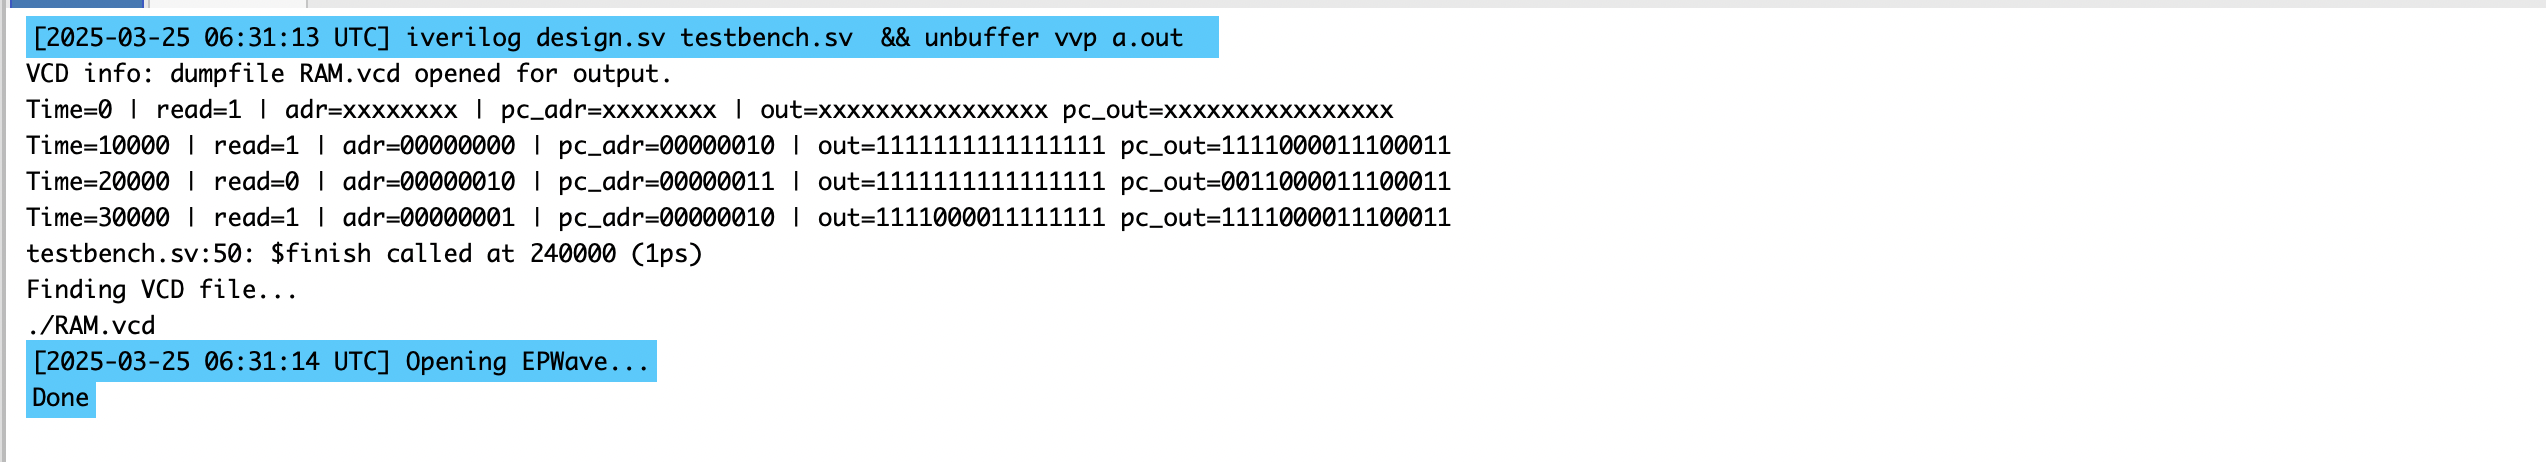 [2025-03-25 06:31:13 UTC] iverilog design.sv testbench.sv  && unbuffer vvp a.out
VCD info: dumpfile RAM.vcd opened for output.
Time=0 | read=1 | adr=xxxxxxxx | pc_adr=xxxxxxxx | out=xxxxxxxxxxxxxxxx pc_out=xxxxxxxxxxxxxxxx
Time=10000 | read=1 | adr=00000000 | pc_adr=00000010 | out=1111111111111111 pc_out=1111000011100011
Time=20000 | read=0 | adr=00000010 | pc_adr=00000011 | out=1111111111111111 pc_out=0011000011100011
Time=30000 | read=1 | adr=00000001 | pc_adr=00000010 | out=1111000011111111 pc_out=1111000011100011
testbench.sv:50: $finish called at 240000 (1ps)
Finding VCD file...
./RAM.vcd
[2025-03-25 06:31:14 UTC] Opening EPWave...
Done